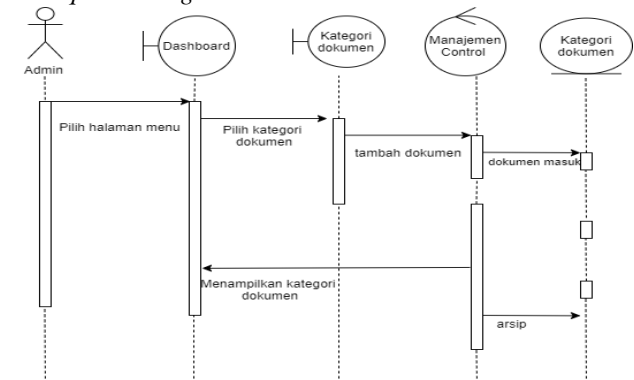 Admin
Dashboard
Kategori
dokumen
Manajemen
Control
Kategori
dokumen
Pilih halaman menu
Pilih kategori
dokumen
tambah dokumen
dokumen masuk
Menampilkan kategori
dokumen
arsip